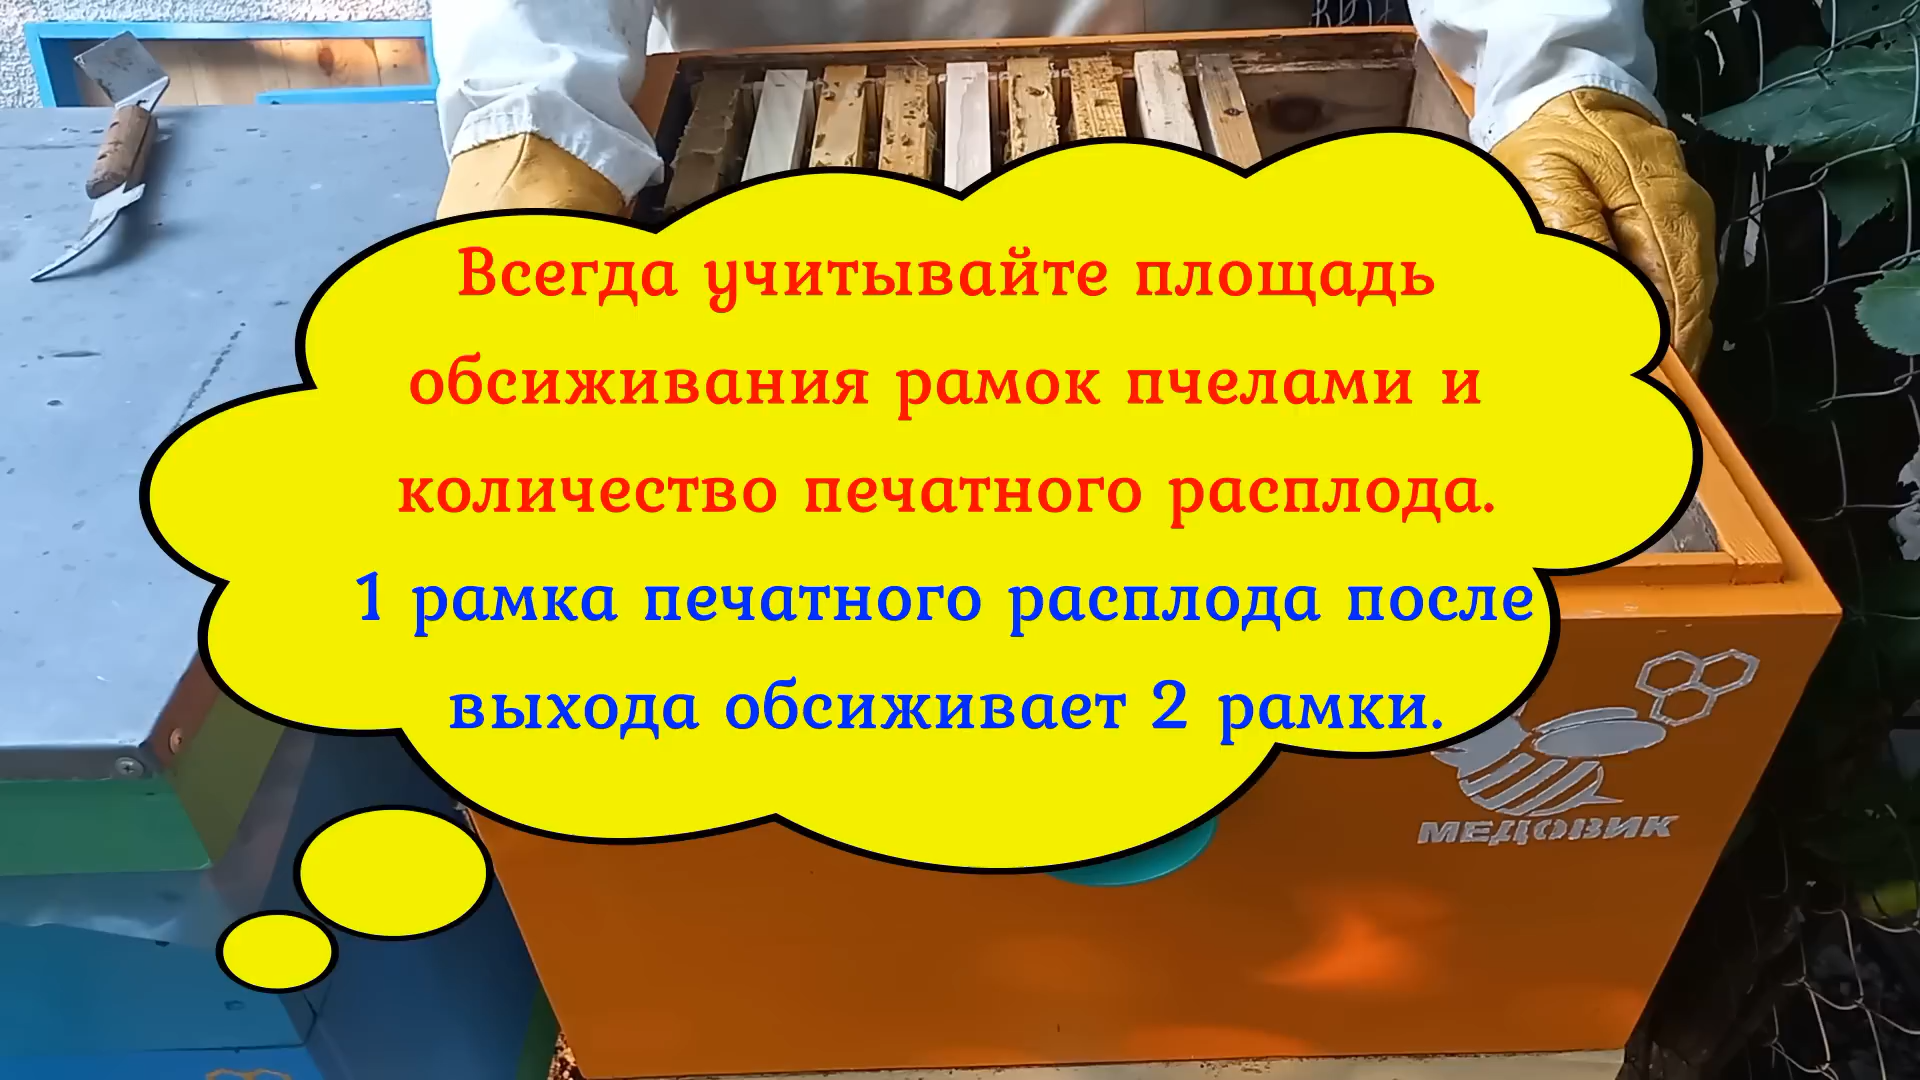 Всегда учитывайте площадь
обсиживания рамок пчелами и
количество печатного расплода.
1 рамка печатного расплода после
выхода обсиживает 2 рамки.
МЕДОВИК